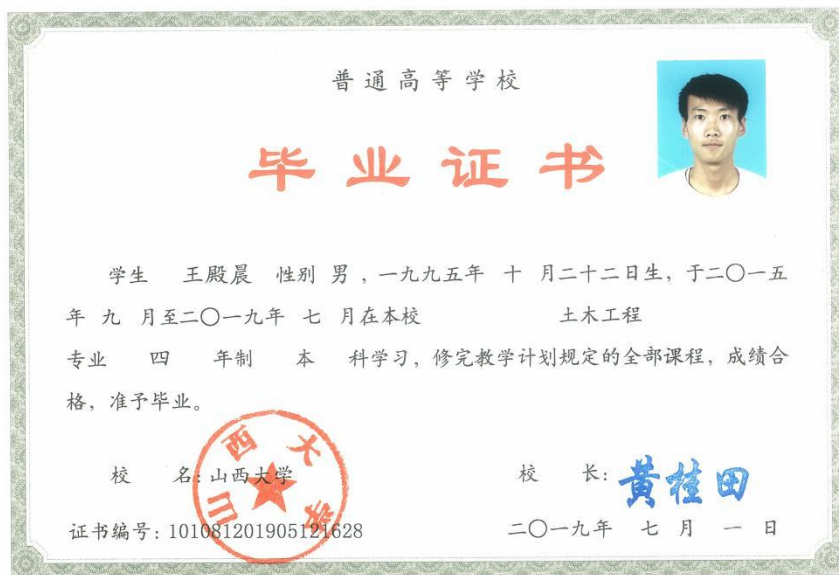 普通高等学校
毕业证书
学生 王殿晨 性别 男，一九九五年 十 月二十二日生，于二〇一五
年 九 月至二〇一九年 七 月在本校 土木工程
专业 四 年制 本 科学习，修完教学计划规定的全部课程，成绩合
格，准予毕业。
山西大学
校 名：山西大学 校 长：黄桂田
证书编号：101081201905121628 二〇一九年 七 月 一 日